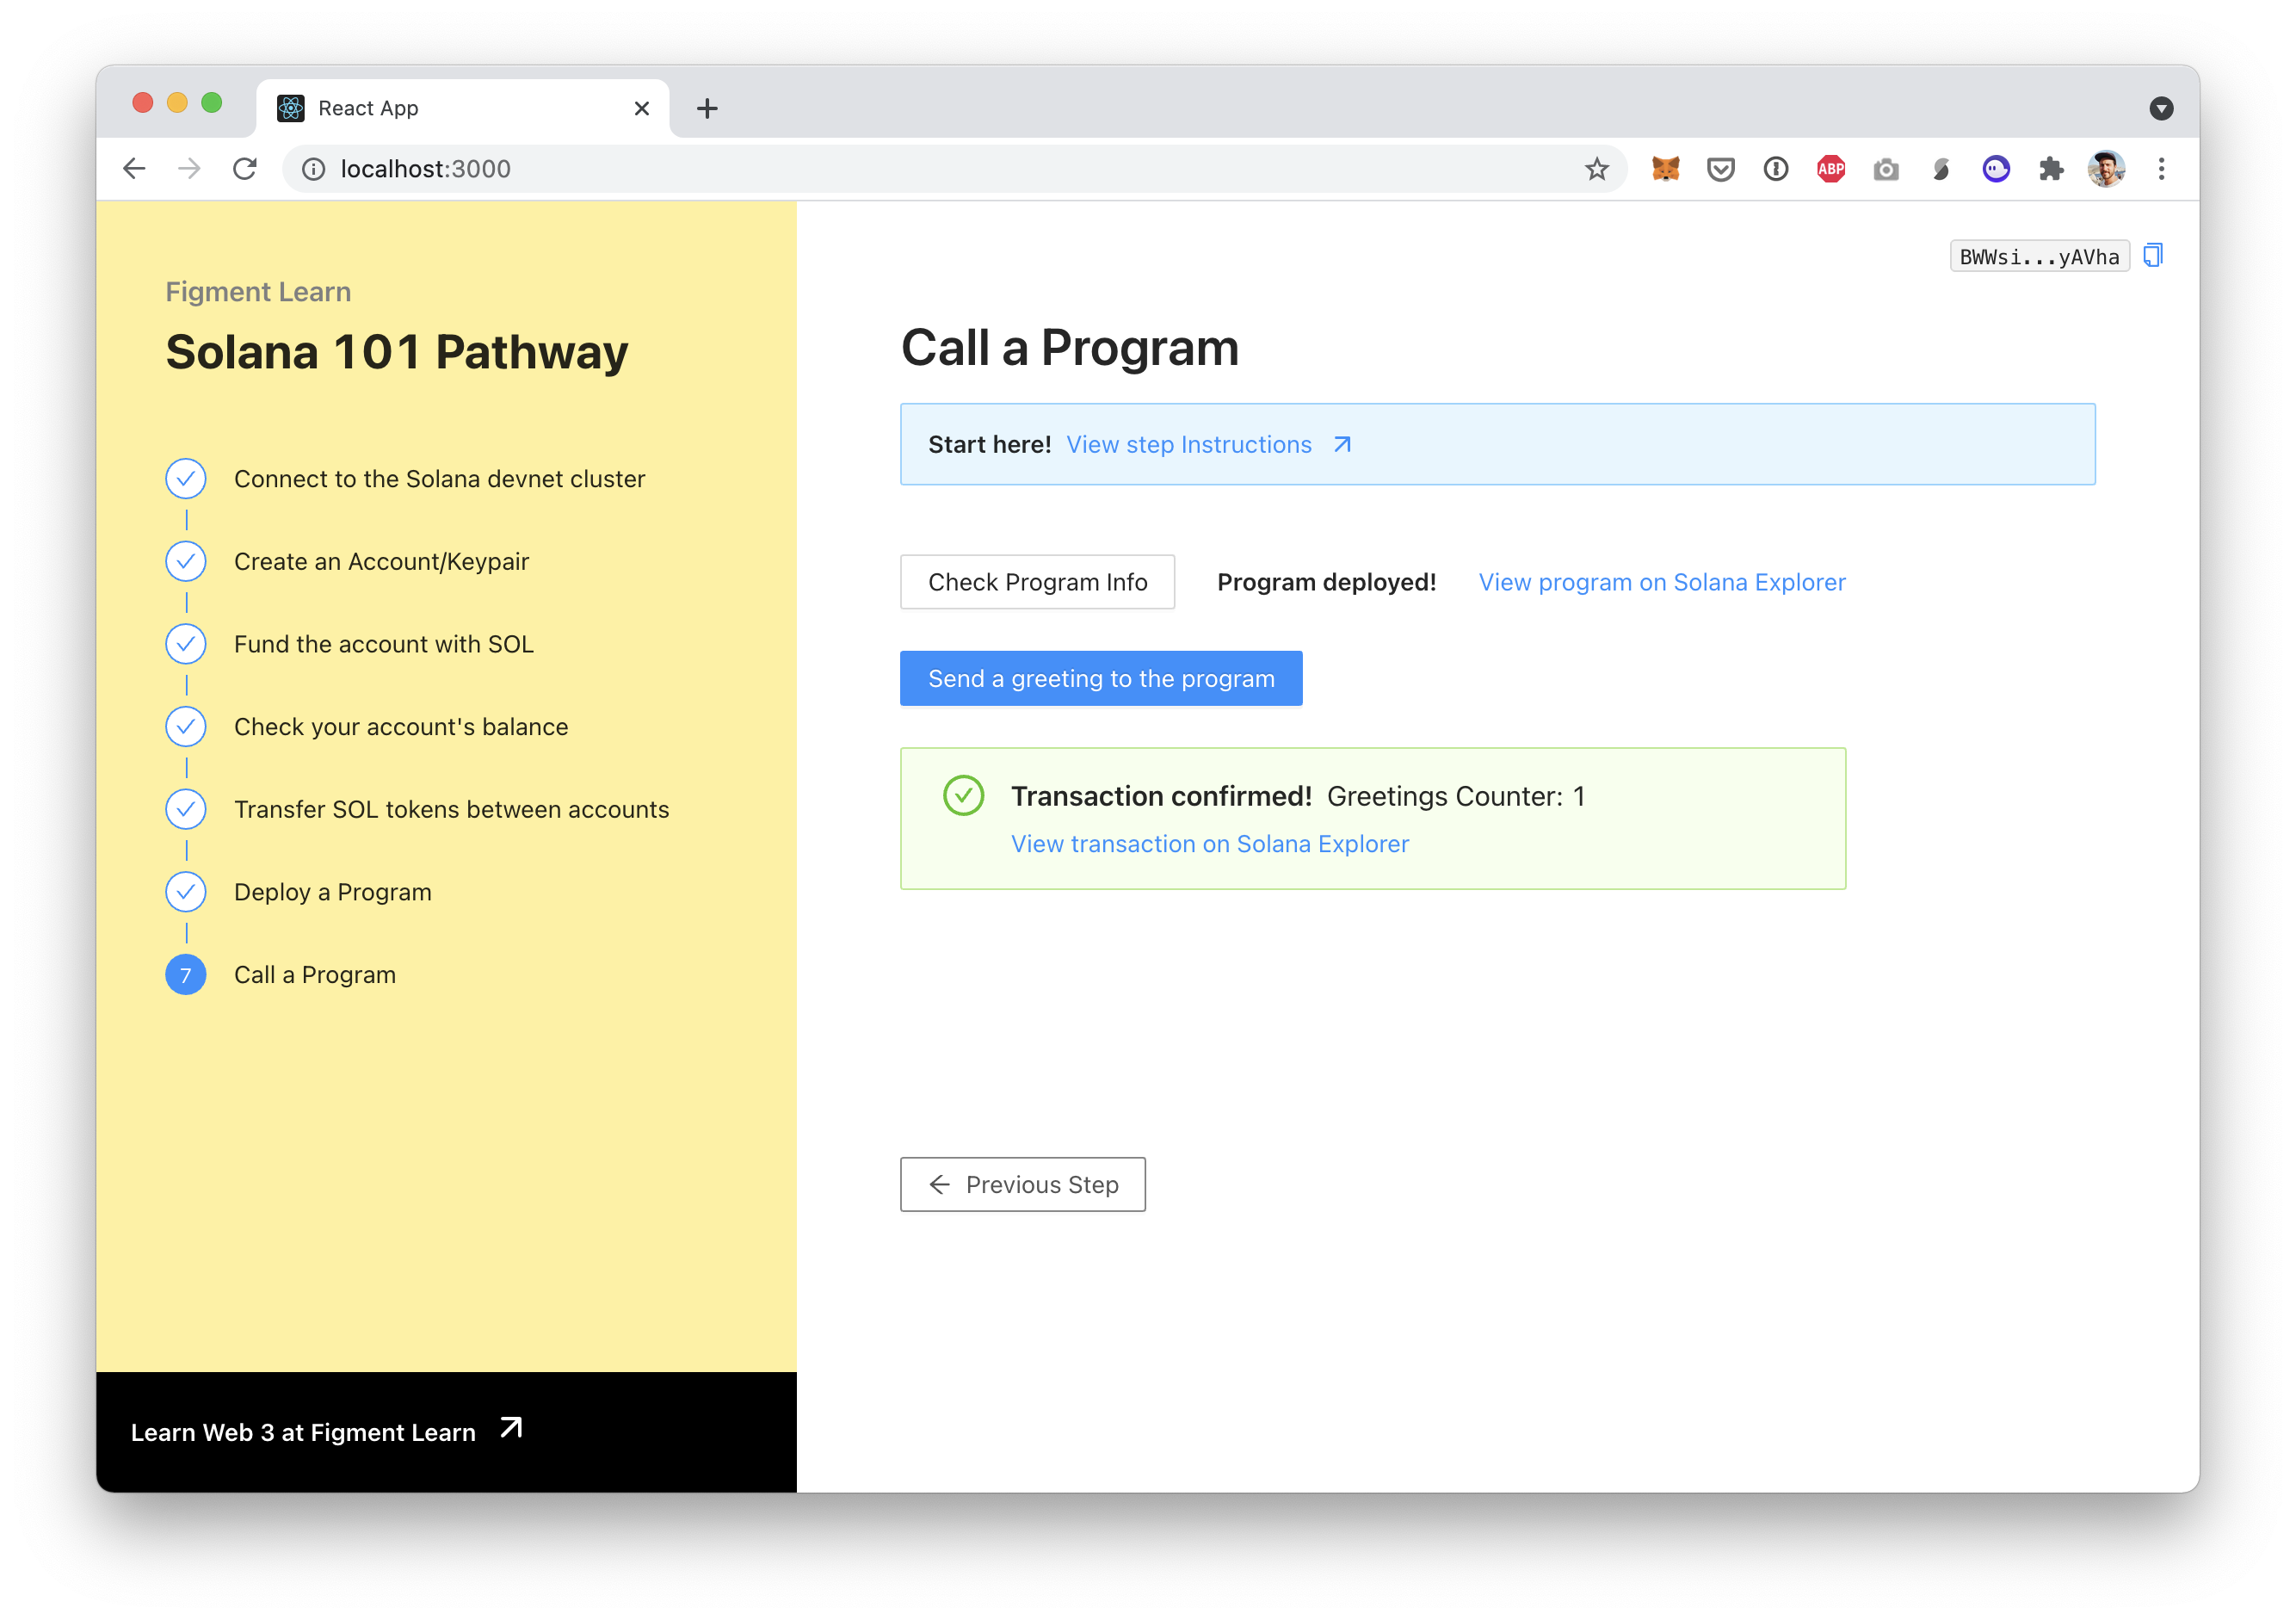 React App
localhost:3000
ABP
BWWsi...yAVha
Figment Learn
Solana 101 Pathway
Connect to the Solana devnet cluster
Create an Account/Keypair
Fund the account with SOL
Check your account's balance
Transfer SOL tokens between accounts
Deploy a Program
7 Call a Program
Learn Web 3 at Figment Learn
Call a Program
Start here! View step Instructions
Check Program Info Program deployed! View program on Solana Explorer
Send a greeting to the program
Transaction confirmed! Greetings Counter: 1
View transaction on Solana Explorer
Previous Step